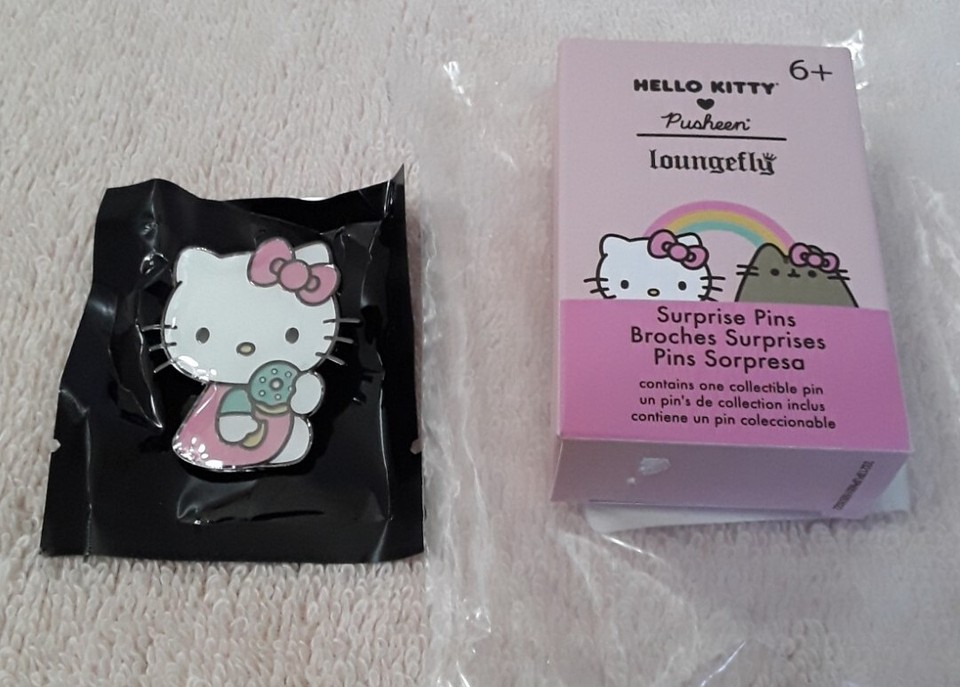 6+
HELLO KITTY
Pusheen®
loungefly
Surprise Pins
Broches Surprises
Pins Sorpresa
contains one collectible pin
un pin's de collection inclus
contiene un pin coleccionable